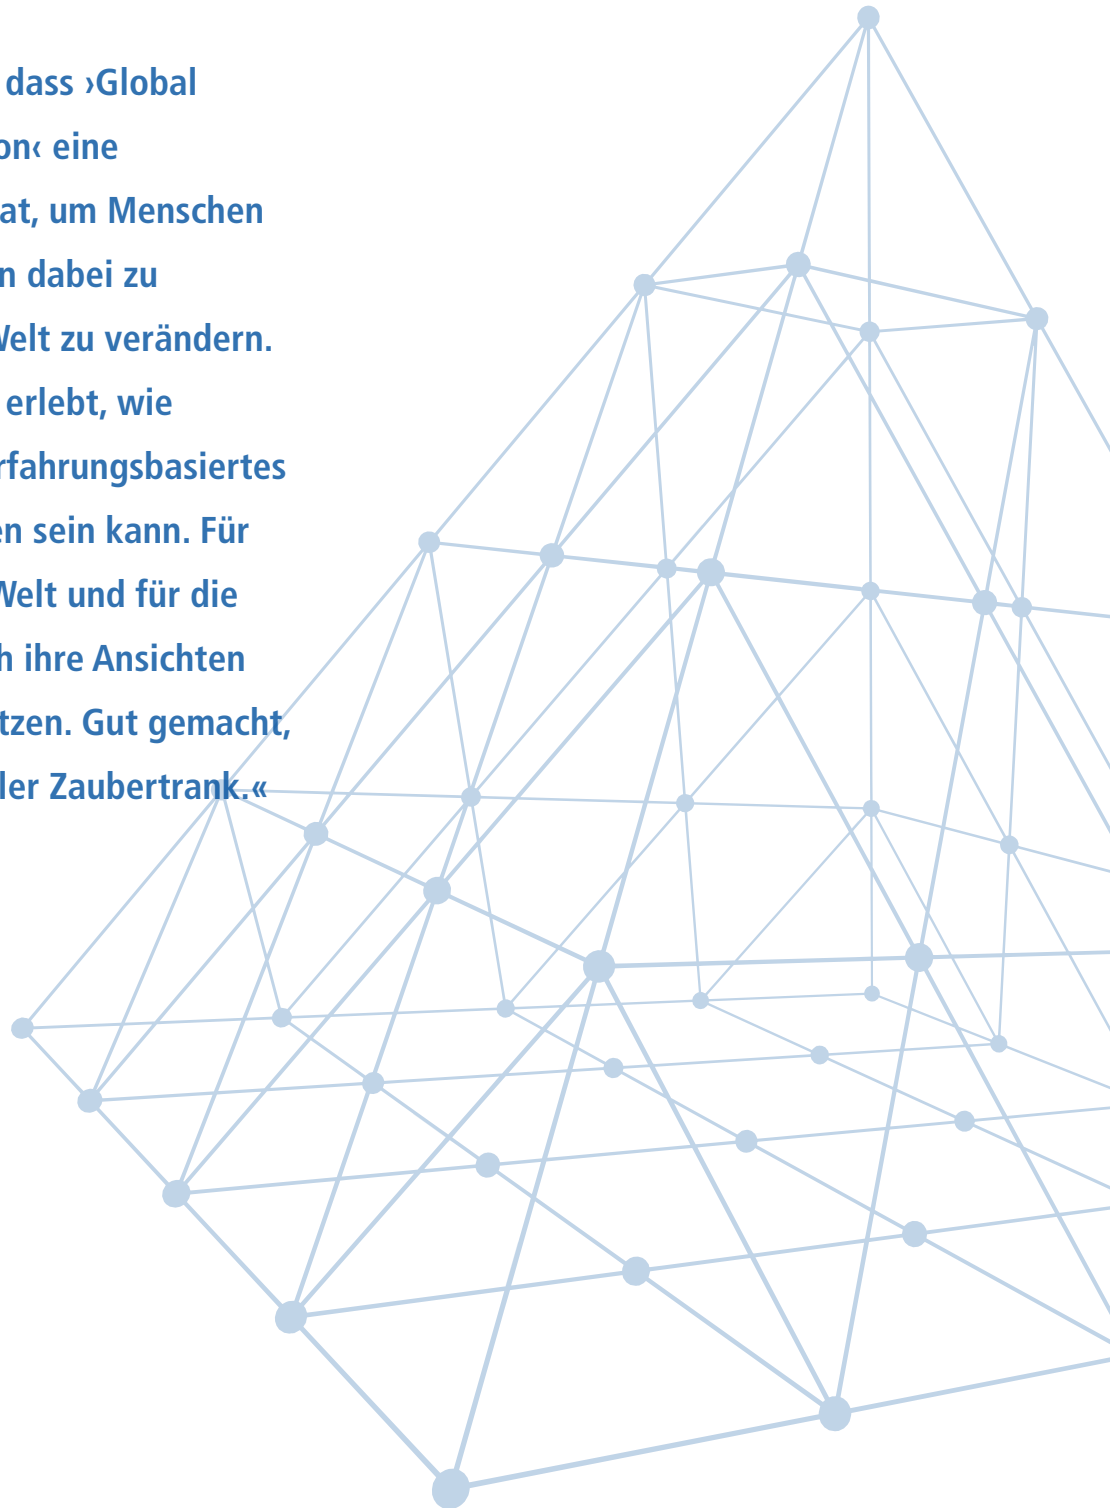 dass ›Global
on‹ eine
at, um Menschen
n dabei zu
Welt zu verändern.
erlebt, wie
rfahrungsbasiertes
en sein kann. Für
Welt und für die
h ihre Ansichten
tzen. Gut gemacht,
ler Zaubertrank.«